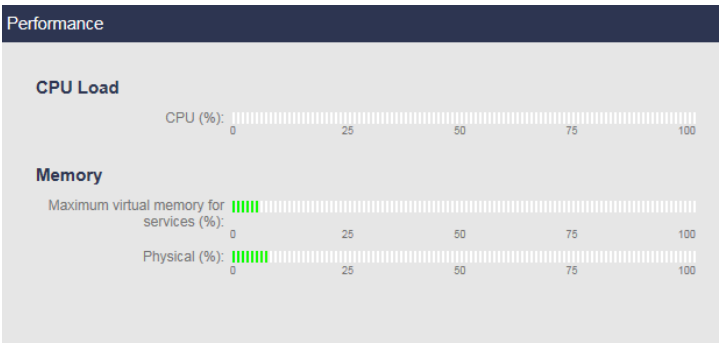 Performance
CPU Load
CPU (%):
0 25 50 75 100
Memory
Maximum virtual memory for
services (%):
0 25 50 75 100
Physical (%):
0 25 50 75 100